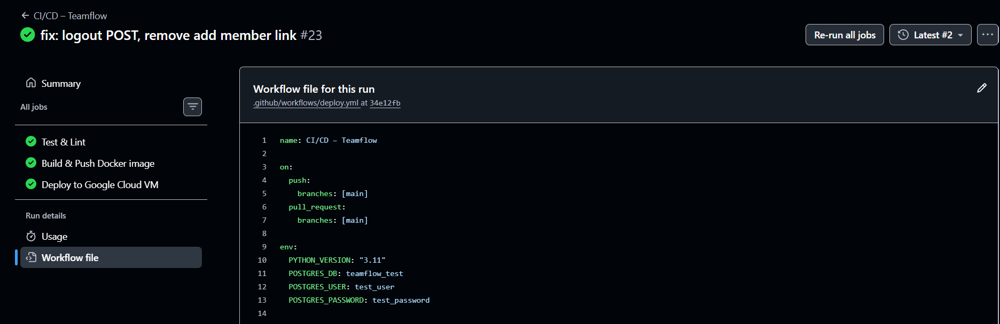 CI/CD – Teamflow
fix: logout POST, remove add member link #23
Re-run all jobs
Latest #2
Summary
All jobs
Test & Lint
Build & Push Docker image
Deploy to Google Cloud VM
Run details
Usage
Workflow file
Workflow file for this run
.github/workflows/deploy.yml at 34e12fb
1 name: CI/CD – Teamflow
2
3 on:
4   push:
5     branches: [main]
6   pull_request:
7     branches: [main]
8
9 env:
10   PYTHON_VERSION: "3.11"
11   POSTGRES_DB: teamflow_test
12   POSTGRES_USER: test_user
13   POSTGRES_PASSWORD: test_password
14